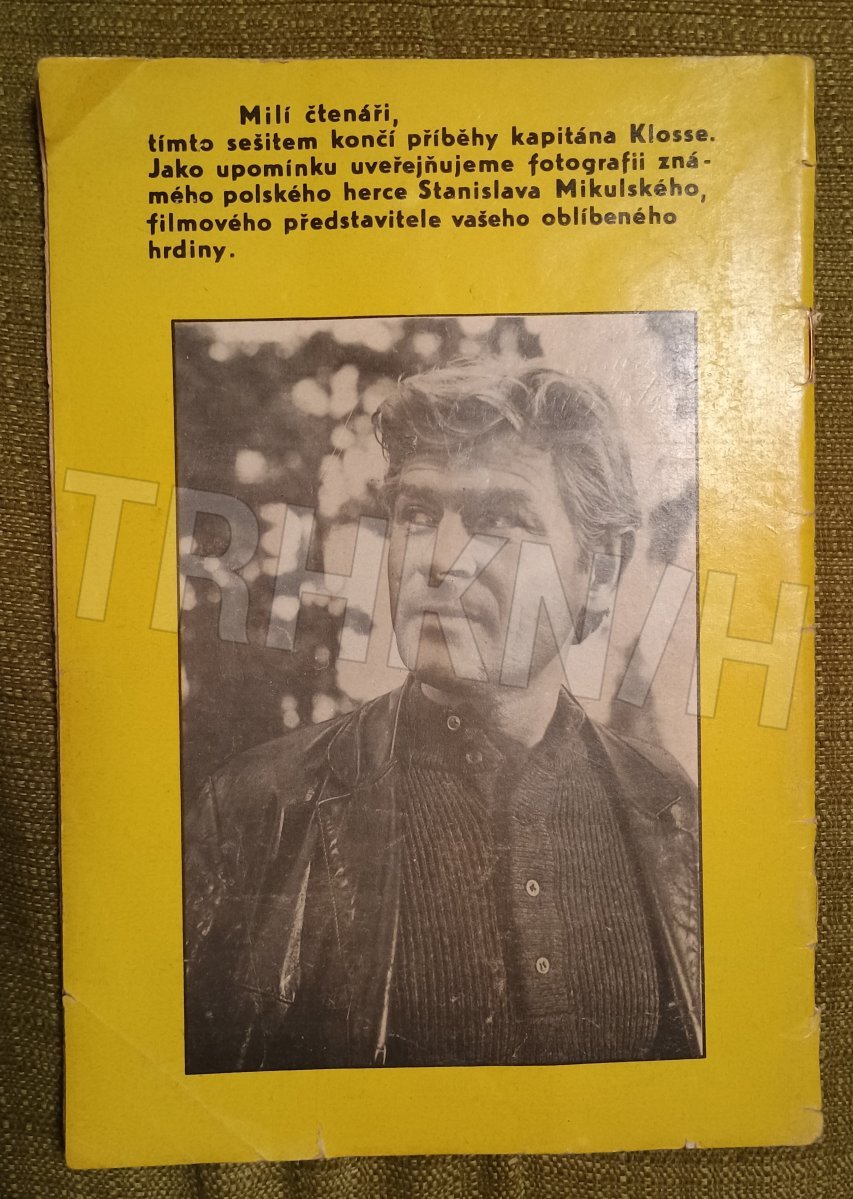 Milí čtenáři,
tímto sešitem končí příběhy kapitána Klosse.
Jako upomínku uveřejňujeme fotografii zná-
mého polského herce Stanislava Mikulského,
filmového představitele vašeho oblíbeného
hrdiny.
TRHKNIH